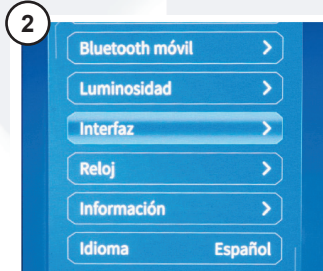 2
Bluetooth móvil >
Luminosidad >
Interfaz >
Reloj >
Información >
Idioma Español